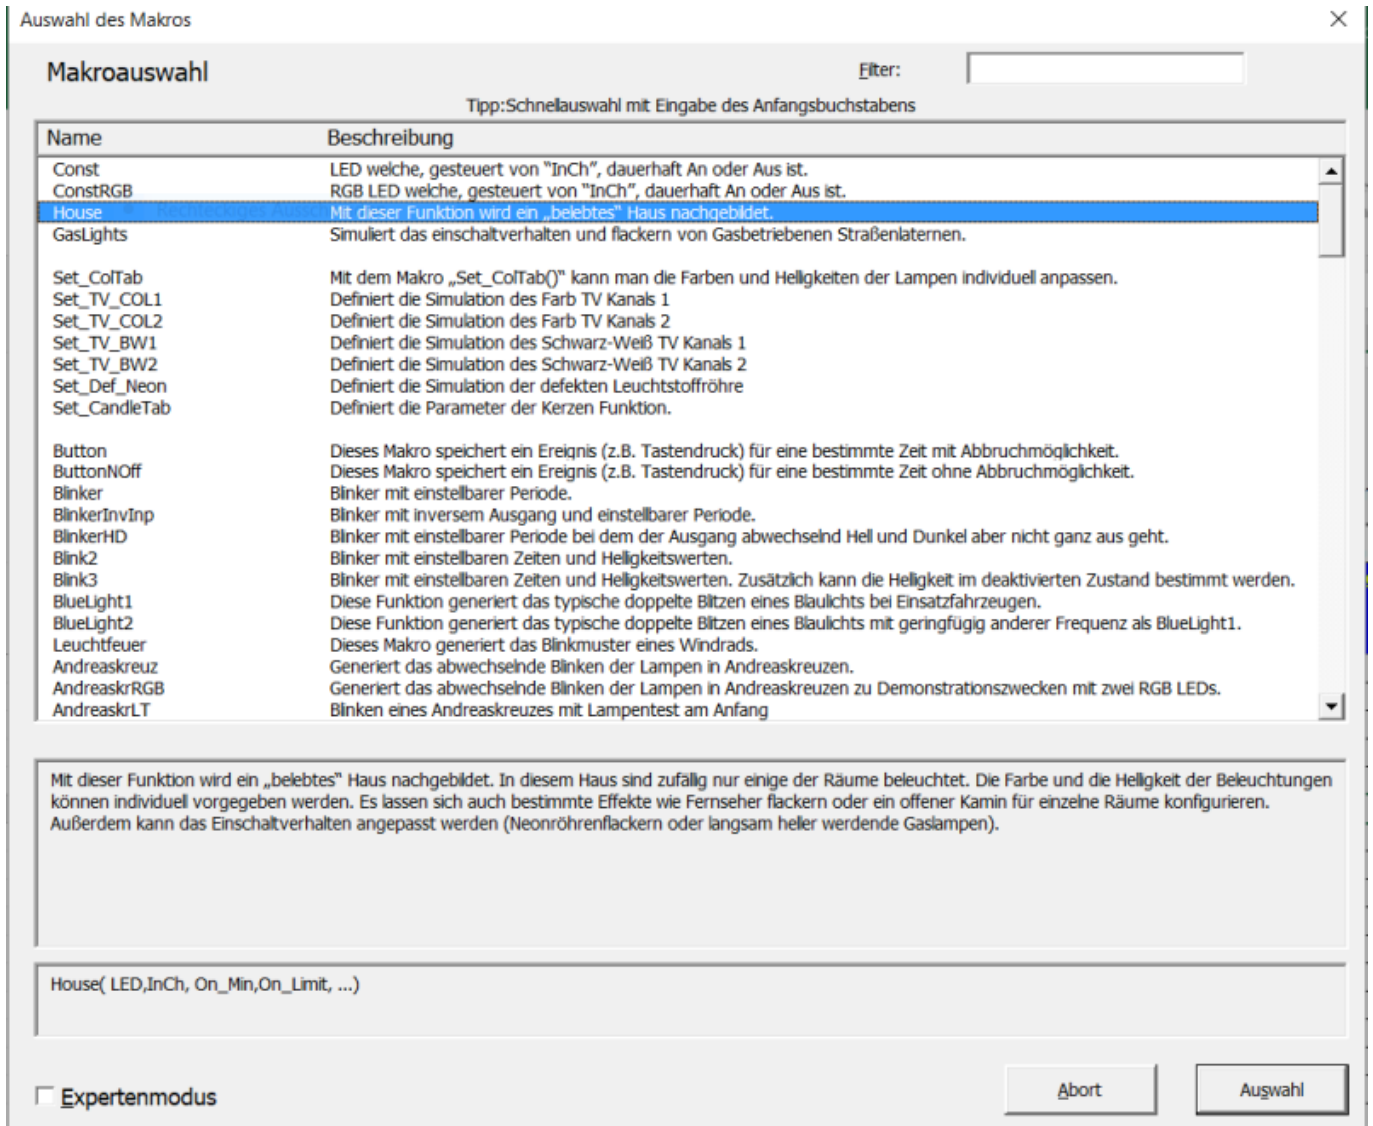 Auswahl des Makros
Makroauswahl
Filter:
Tipp:Schnellauswahl mit Eingabe des Anfangsbuchstabens
Name Beschreibung
Const LED welche, gesteuert von "InCh", dauerhaft An oder Aus ist.
ConstRGB RGB LED welche, gesteuert von "InCh", dauerhaft An oder Aus ist.
House Rechteckiges Mit dieser Funktion wird ein „belebtes“ Haus nachgebildet.
GasLights Simuliert das einschaltverhalten und flackern von Gasbetriebenen Straßenlaternen.
Set_ColTab Mit dem Makro „Set_ColTab()“ kann man die Farben und Helligkeiten der Lampen individuell anpassen.
Set_TV_COL1 Definiert die Simulation des Farb TV Kanals 1
Set_TV_COL2 Definiert die Simulation des Farb TV Kanals 2
Set_TV_BW1 Definiert die Simulation des Schwarz-Weiß TV Kanals 1
Set_TV_BW2 Definiert die Simulation des Schwarz-Weiß TV Kanals 2
Set_Def_Neon Definiert die Simulation der defekten Leuchtstoffröhre
Set_CandleTab Definiert die Parameter der Kerzen Funktion.
Button Dieses Makro speichert ein Ereignis (z.B. Tastendruck) für eine bestimmte Zeit mit Abbruchmöglichkeit.
ButtonNOff Dieses Makro speichert ein Ereignis (z.B. Tastendruck) für eine bestimmte Zeit ohne Abbruchmöglichkeit.
Blinker Blinker mit einstellbarer Periode.
BlinkerInvInp Blinker mit inversem Ausgang und einstellbarer Periode.
BlinkerHD Blinker mit einstellbarer Periode bei dem der Ausgang abwechselnd Hell und Dunkel aber nicht ganz aus geht.
Blink2 Blinker mit einstellbaren Zeiten und Helligkeitswerten.
Blink3 Blinker mit einstellbaren Zeiten und Helligkeitswerten. Zusätzlich kann die Helligkeit im deaktivierten Zustand bestimmt werden.
BlueLight1 Diese Funktion generiert das typische doppelte Blitzen eines Blaulichts bei Einsatzfahrzeugen.
BlueLight2 Diese Funktion generiert das typische doppelte Blitzen eines Blaulichts mit geringfügig anderer Frequenz als BlueLight1.
Leuchtfeuer Dieses Makro generiert das Blinkmuster eines Windrads.
Andreaskreuz Generiert das abwechselnde Blinken der Lampen in Andreaskreuzen.
AndreaskrRGB Generiert das abwechselnde Blinken der Lampen in Andreaskreuzen zu Demonstrationszwecken mit zwei RGB LEDs.
AndreaskrLT Blinken eines Andreaskreuzes mit Lampentest am Anfang
Mit dieser Funktion wird ein „belebtes“ Haus nachgebildet. In diesem Haus sind zufällig nur einige der Räume beleuchtet. Die Farbe und die Helligkeit der Beleuchtungen
können individuell vorgegeben werden. Es lassen sich auch bestimmte Effekte wie Fernseher flackern oder ein offener Kamin für einzelne Räume konfigurieren.
Außerdem kann das Einschaltverhalten angepasst werden (Neonröhrenflackern oder langsam heller werdende Gaslampen).
House( LED,InCh, On_Min,On_Limit, ...)
Expertenmodus
Abort
Auswahl